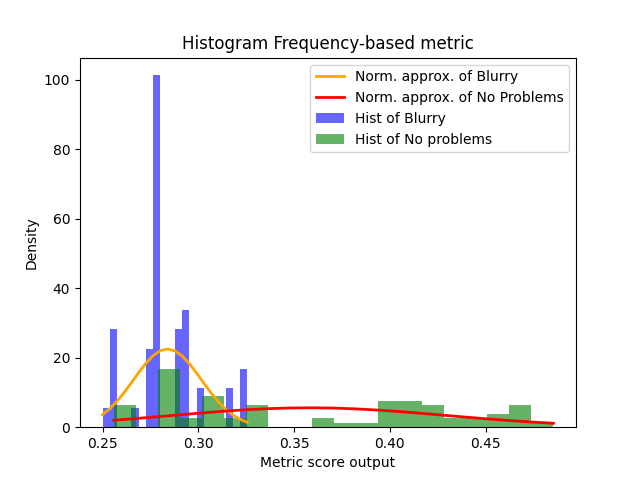 Histogram Frequency-based metric
Norm. approx. of Blurry
Norm. approx. of No Problems
Hist of Blurry
Hist of No problems
Density
100
80
60
40
20
0
0.25
0.30
0.35
0.40
0.45
Metric score output